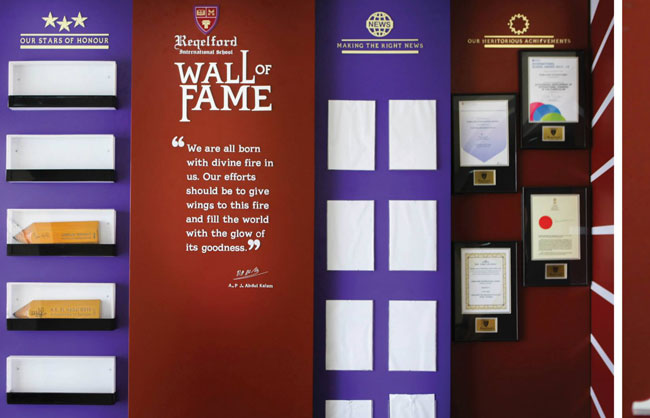 OUR STARS OF HONOUR
Reqelford
International School
WALL OF
FAME
“We are all born
with divine fire in
us. Our efforts
should be to give
wings to this fire
and fill the world
with the glow of
its goodness.”
A. P. J. Abdul Kalam
NEWS
MAKING THE RIGHT NEWS
OUR MERITORIOUS ACHIEVEMENTS